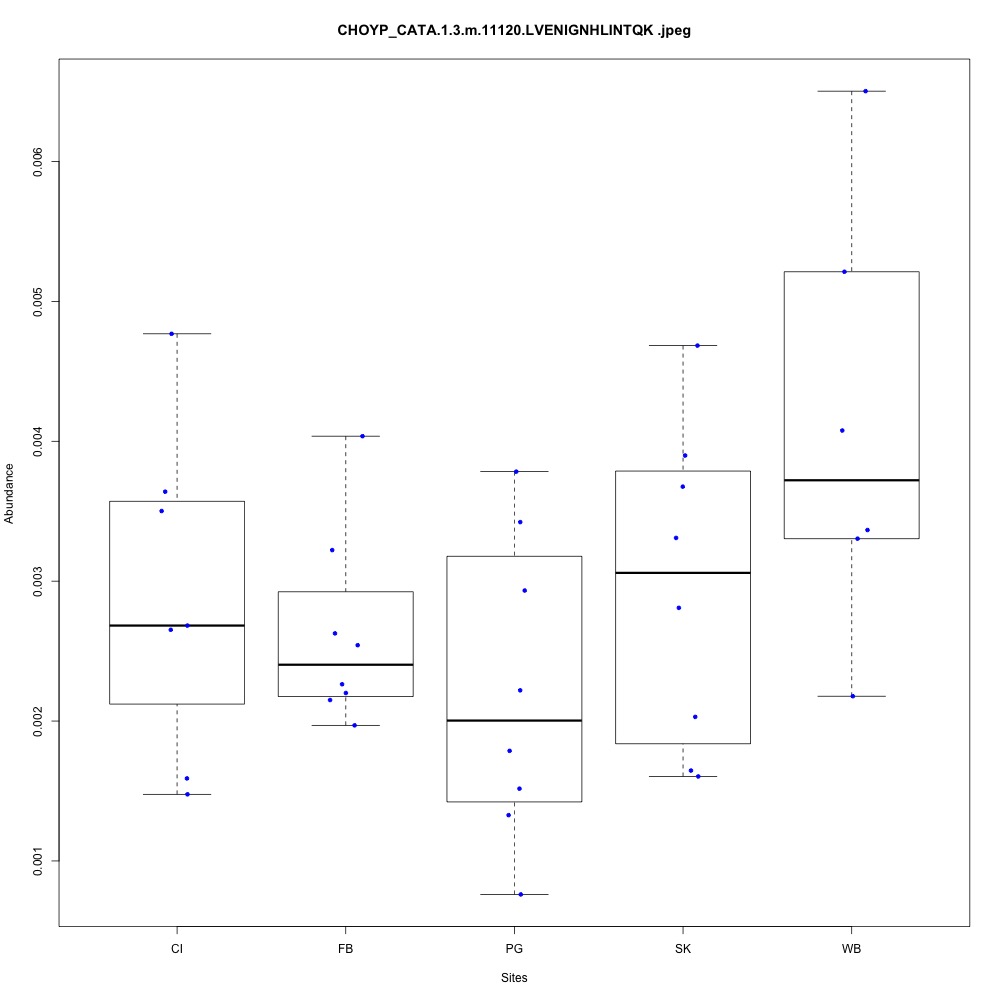 CHOYP_CATA.1.3.m.11120.LVENIGNHLINTQK .jpeg
Abundance
0.006
0.005
0.004
0.003
0.002
0.001
CI FB PG SK WB
Sites